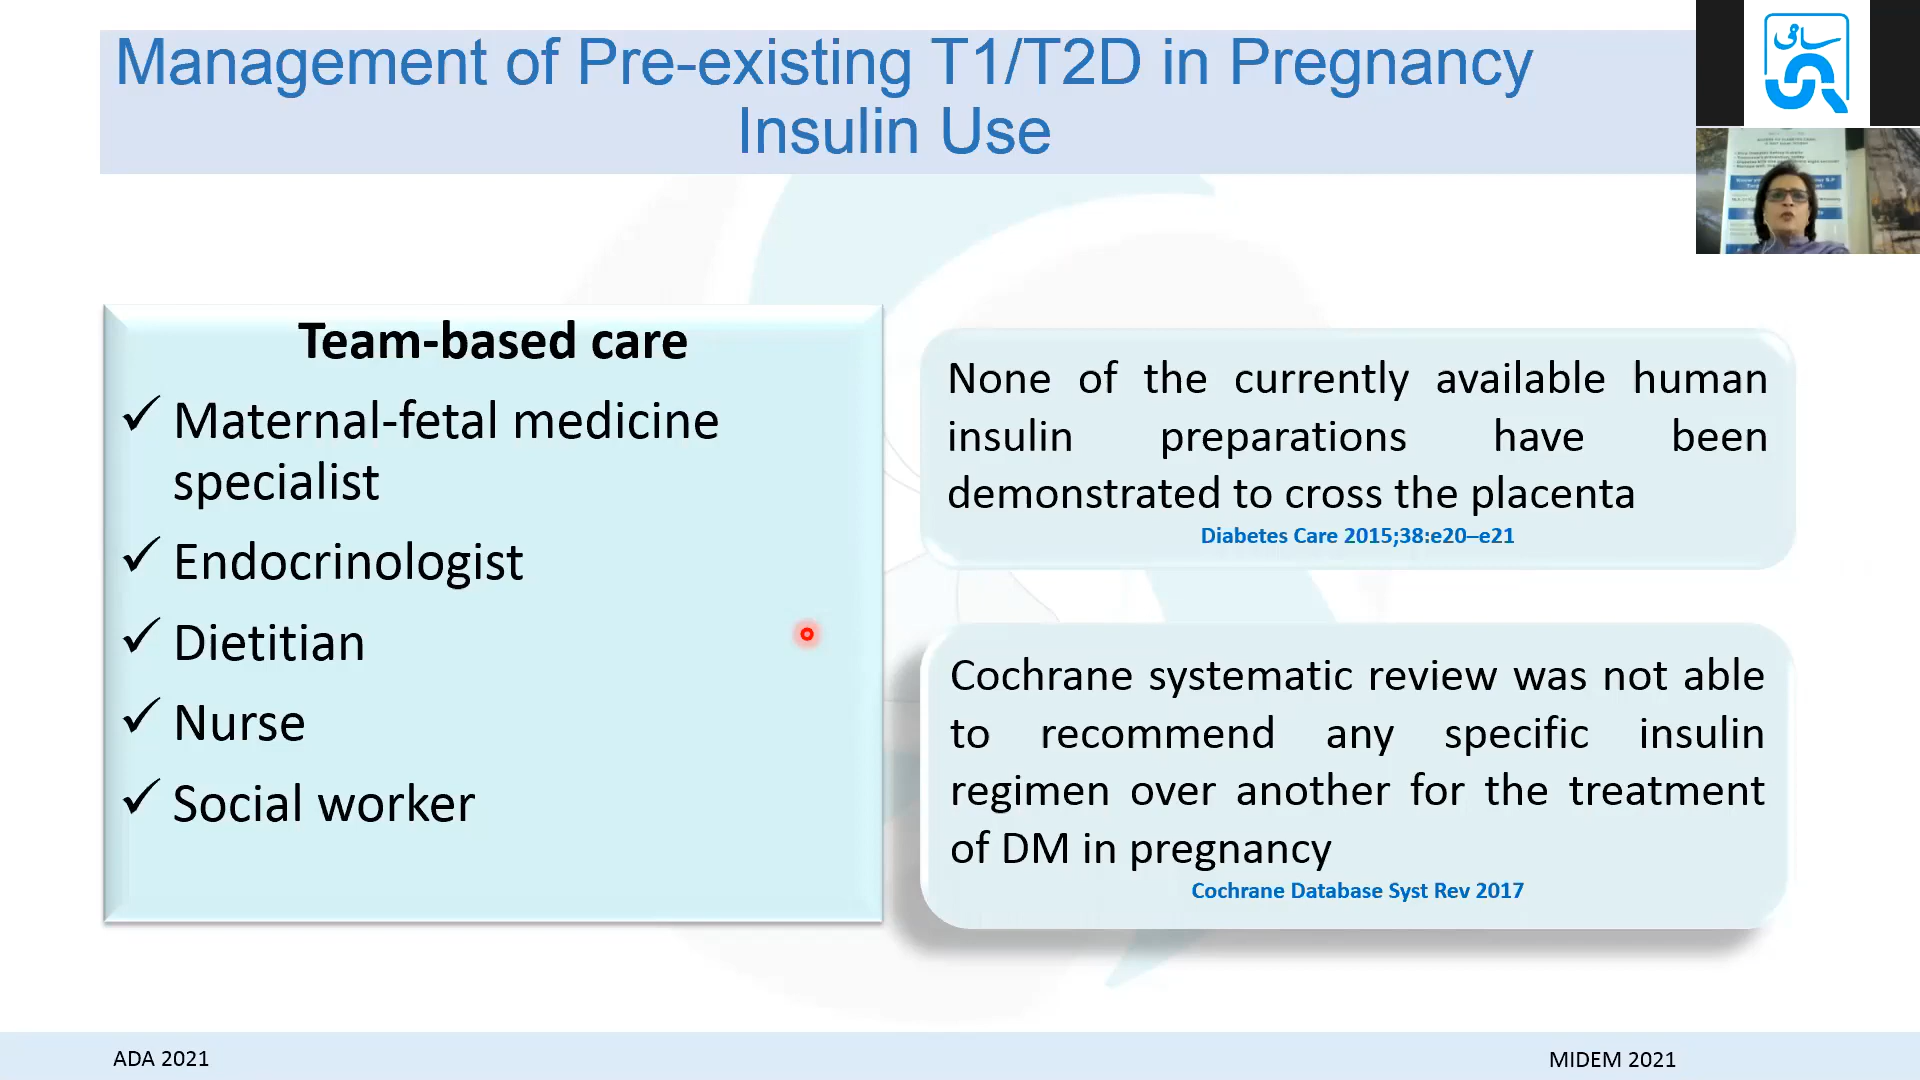 Management of Pre-existing T1/T2D in Pregnancy
Insulin Use
ساقی
Team-based care
✓ Maternal-fetal medicine
specialist
✓ Endocrinologist
✓ Dietitian
✓ Nurse
✓ Social worker
None of the currently available human
insulin preparations have been
demonstrated to cross the placenta
Diabetes Care 2015;38:e20–e21
Cochrane systematic review was not able
to recommend any specific insulin
regimen over another for the treatment
of DM in pregnancy
Cochrane Database Syst Rev 2017
ADA 2021
MIDEM 2021